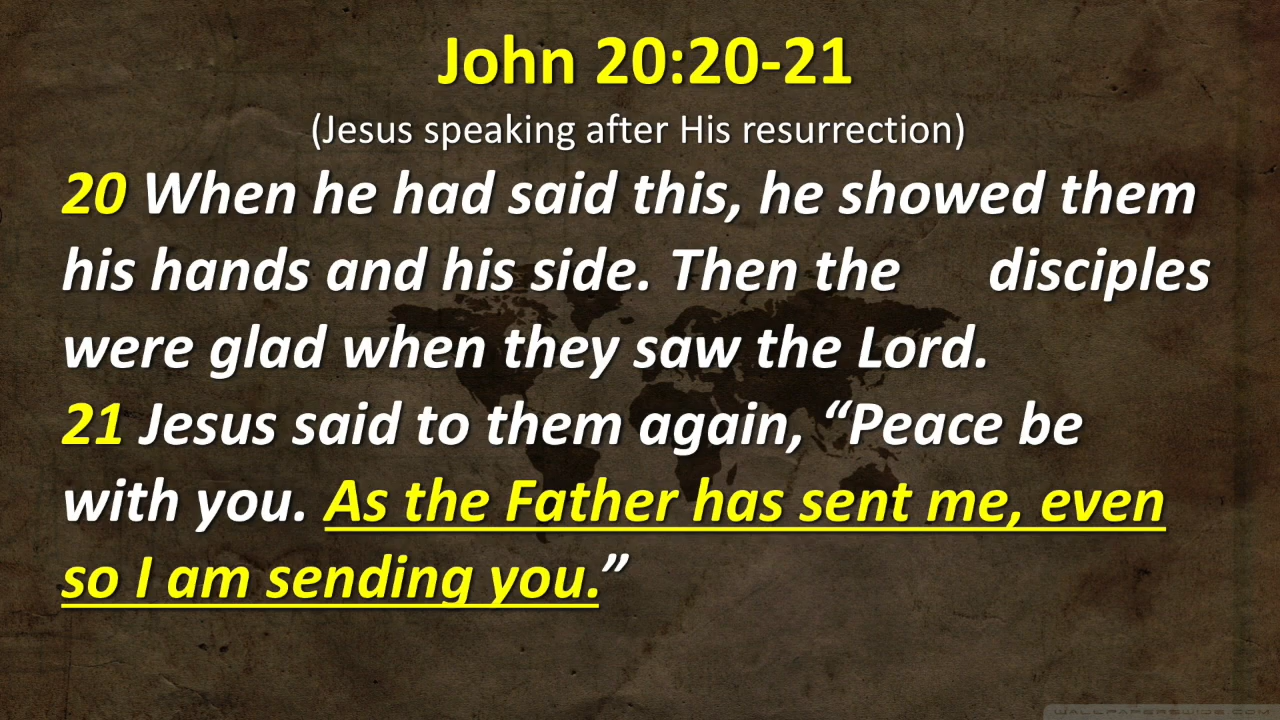 John 20:20-21
(Jesus speaking after His resurrection)
20 When he had said this, he showed them
his hands and his side. Then the disciples
were glad when they saw the Lord.
21 Jesus said to them again, “Peace be
with you. As the Father has sent me, even
so I am sending you.”
WALLPAPERSWIDE.COM